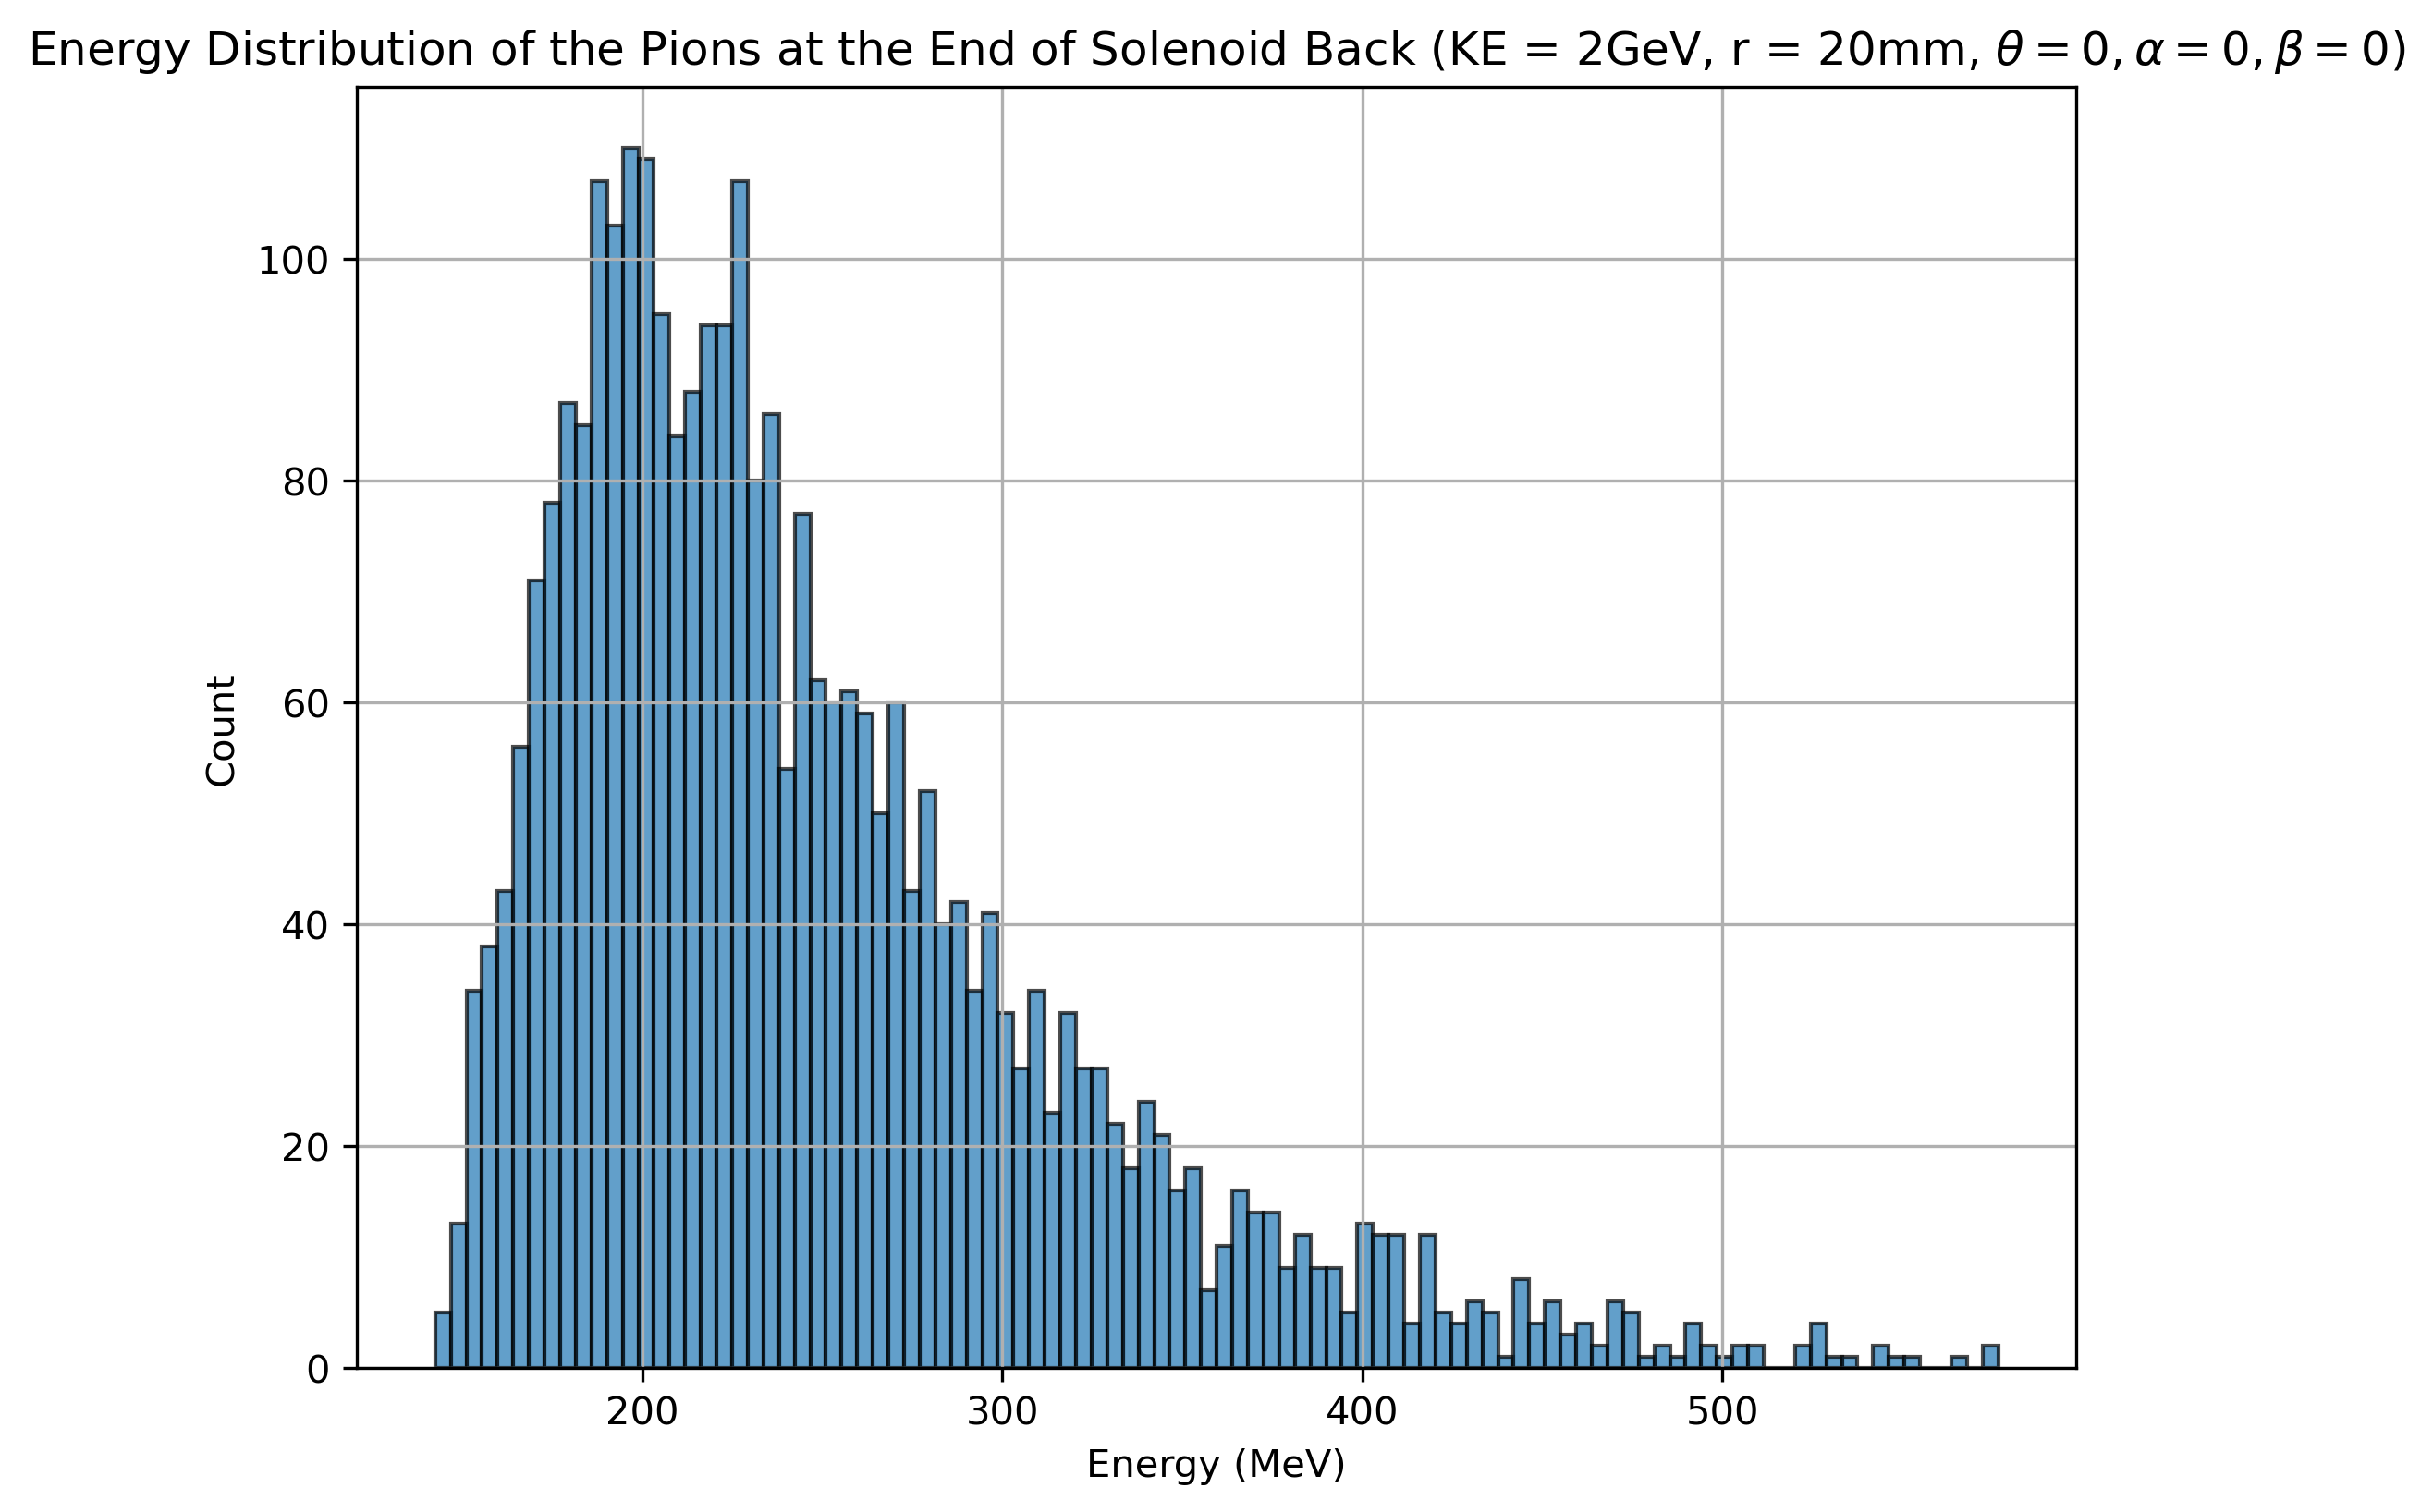 Energy Distribution of the Pions at the End of Solenoid Back (KE = 2GeV, r = 20mm, θ = 0, α = 0, β = 0)
100
80
60
40
20
0
Count
200 300 400 500
Energy (MeV)